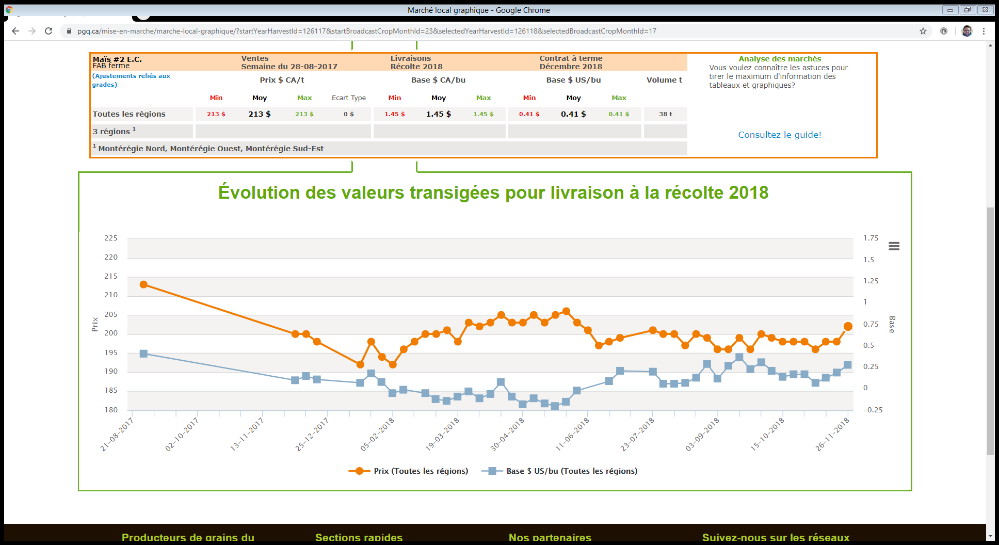 Marché local graphique - Google Chrome
pgq.ca/mise-en-marche/marche-local-graphique/?startYearHarvestId=126117&startBroadcastCropMonthId=23&selectedYearHarvestId=126118&selectedBroadcastCropMonthId=17
Maïs #2 E.C.
FAB ferme
Ventes
Semaine du 28-08-2017
Livraisons
Récolte 2018
Contrat à terme
Décembre 2018
(Ajustements reliés aux
grades)
Prix $ CA/t
Base $ CA/bu
Base $ US/bu
Volume t
Min Moy Max Ecart Type Min Moy Max Min Moy Max
Toutes les régions 213 $ 213 $ 213 $ 0 $ 1.45 $ 1.45 $ 1.45 $ 0.41 $ 0.41 $ 0.41 $ 38 t
3 régions 1
1 Montérégie Nord, Montérégie Ouest, Montérégie Sud-Est
Analyse des marchés
Vous voulez connaître les astuces pour
tirer le maximum d'information des
tableaux et graphiques?
Consultez le guide!
Évolution des valeurs transigées pour livraison à la récolte 2018
225
220
215
210
205
200
195
190
185
180
Prix
1.75
1.5
1.25
1
0.75
0.5
0.25
0
-0.25
Base
21-08-2017
02-10-2017
13-11-2017
25-12-2017
05-02-2018
19-03-2018
30-04-2018
11-06-2018
23-07-2018
03-09-2018
15-10-2018
26-11-2018
Prix (Toutes les régions)
Base $ US/bu (Toutes les régions)
Producteurs de grains du
Sections rapides
Nos partenaires
Suivez-nous sur les réseaux